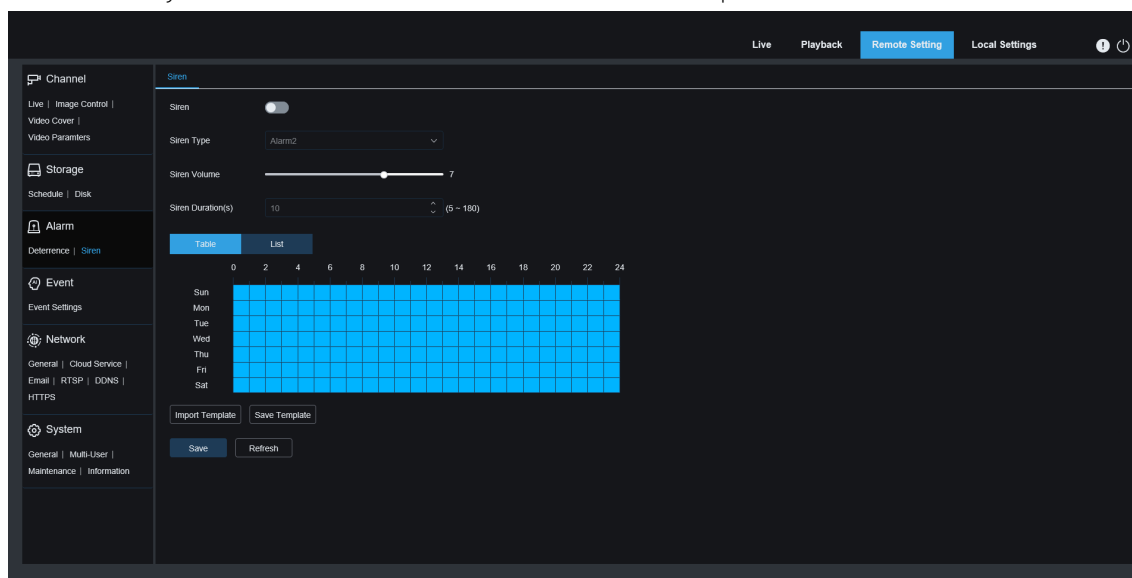 Live Playback Remote Setting Local Settings
Channel
Live | Image Control |
Video Cover |
Video Paramters
Storage
Schedule | Disk
Alarm
Deterrence | Siren
Event
Event Settings
Network
General | Cloud Service |
Email | RTSP | DDNS |
HTTPS
System
General | Multi-User |
Maintenance | Information
Siren
Siren
Siren Type Alarm2
Siren Volume 7
Siren Duration(s) 10 (5 ~ 180)
Table List
0 2 4 6 8 10 12 14 16 18 20 22 24
Sun
Mon
Tue
Wed
Thu
Fri
Sat
Import Template Save Template
Save Refresh